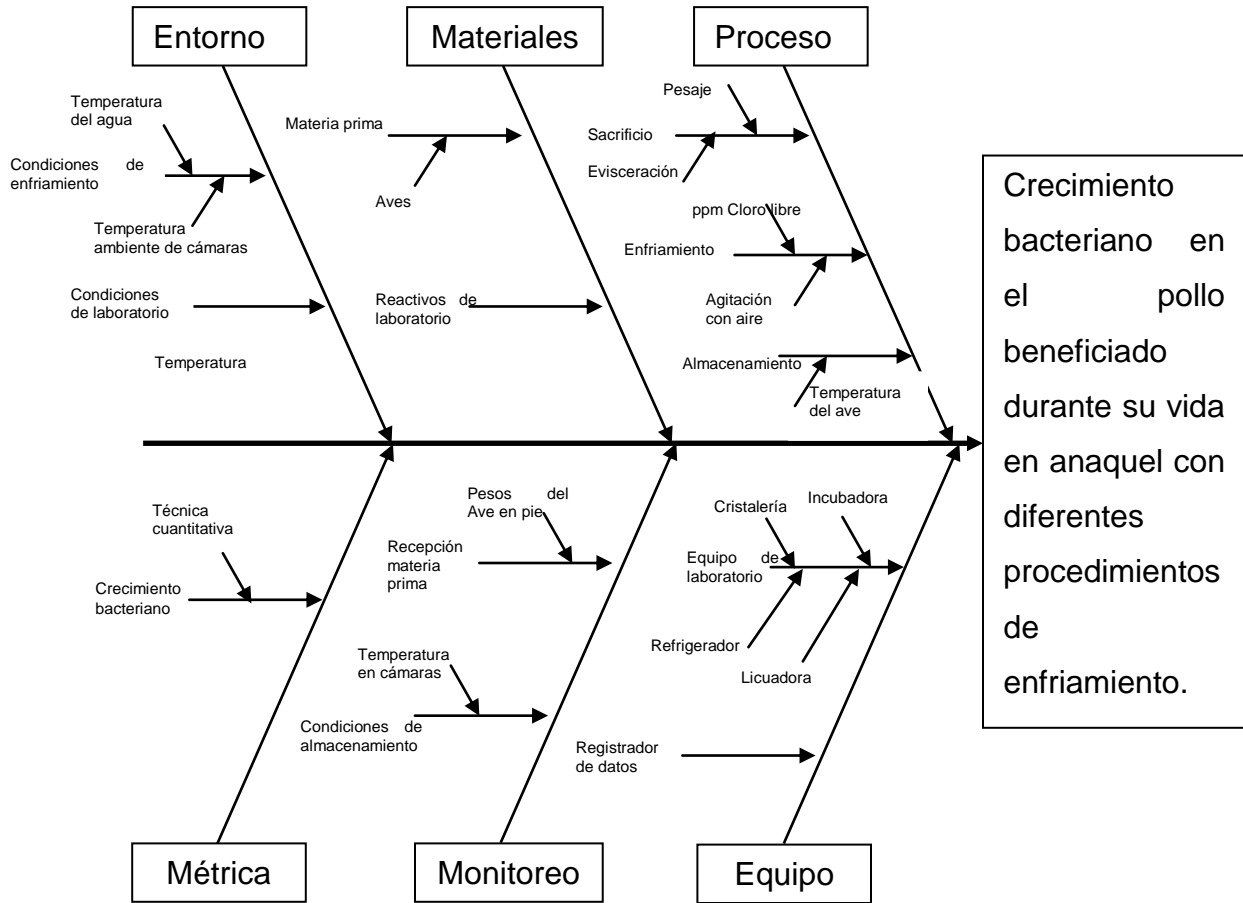 Entorno
Materiales
Proceso
Temperatura
del agua
Condiciones de
enfriamiento
Temperatura
ambiente de cámaras
Condiciones
de laboratorio
Temperatura
Materia prima
Aves
Reactivos de
laboratorio
Pesaje
Sacrificio
Evisceración
ppm Cloro libre
Enfriamiento
Agitación
con aire
Almacenamiento
Temperatura
del ave
Crecimiento
bacteriano en
el pollo
beneficiado
durante su vida
en anaquel con
diferentes
procedimientos
de
enfriamiento.
Técnica
cuantitativa
Crecimiento
bacteriano
Pesos del
Ave en pie
Recepción
materia
prima
Temperatura
en cámaras
Condiciones de
almacenamiento
Cristalería
Incubadora
Equipo de
laboratorio
Refrigerador
Licuadora
Registrador
de datos
Métrica
Monitoreo
Equipo